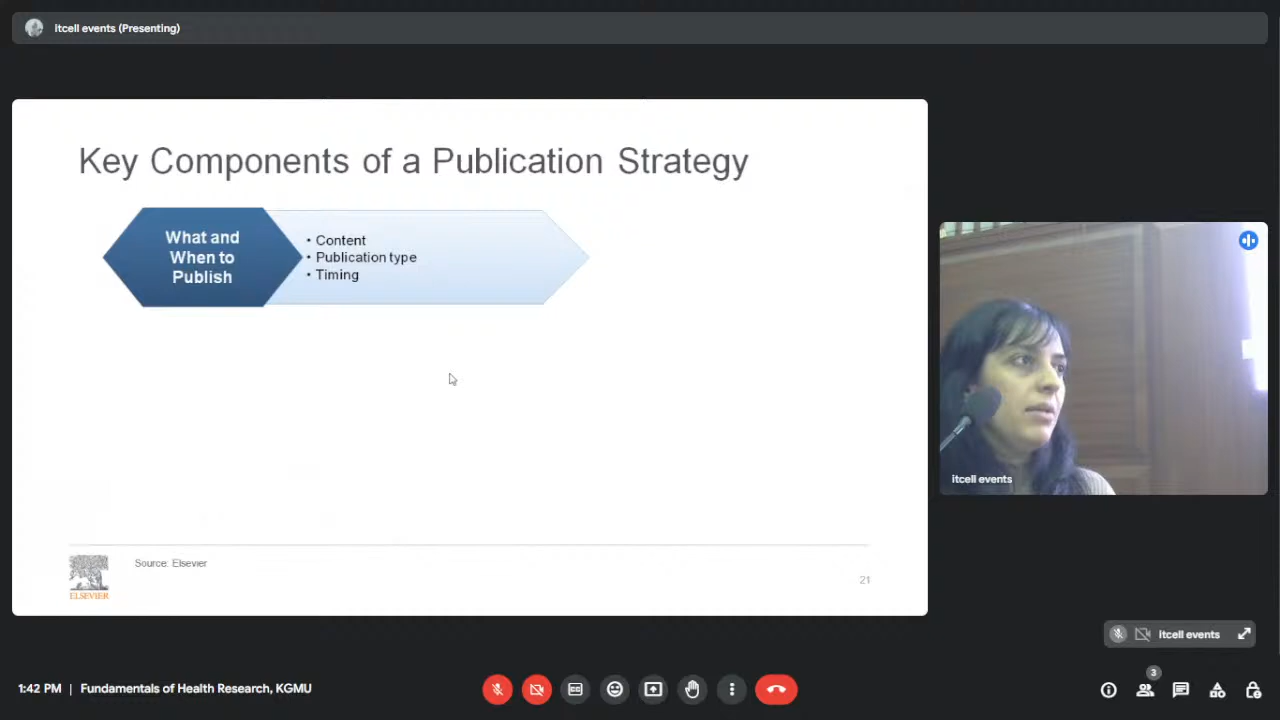 itcell events (Presenting)
Key Components of a Publication Strategy
What and
When to
Publish
• Content
• Publication type
• Timing
itcell events
ELSEVIER
Source: Elsevier
21
itcell events
3
1:42 PM | Fundamentals of Health Research, KGMU